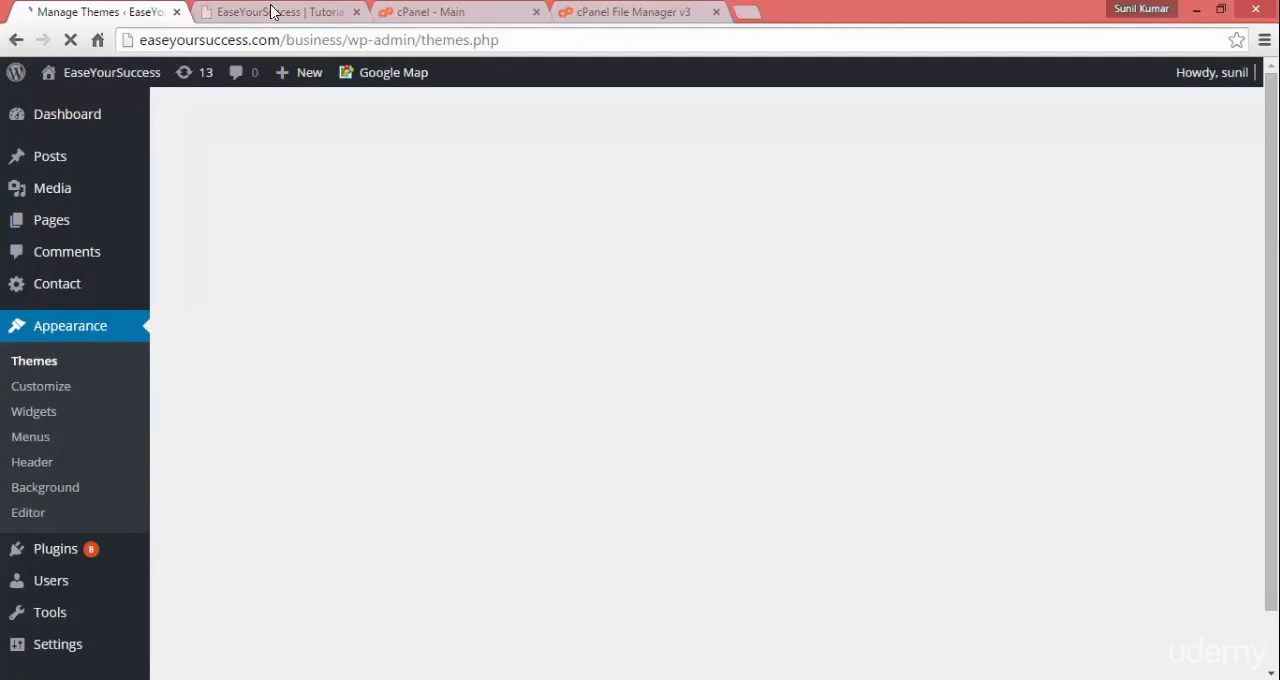 Manage Themes ‹ EaseYo
EaseYourSuccess | Tutoria
cPanel - Main
cPanel File Manager v3
Sunil Kumar
easeyoursuccess.com/business/wp-admin/themes.php
EaseYourSuccess
13
0
New
Google Map
Howdy, sunil
Dashboard
Posts
Media
Pages
Comments
Contact
Appearance
Themes
Customize
Widgets
Menus
Header
Background
Editor
Plugins 8
Users
Tools
Settings
udemy